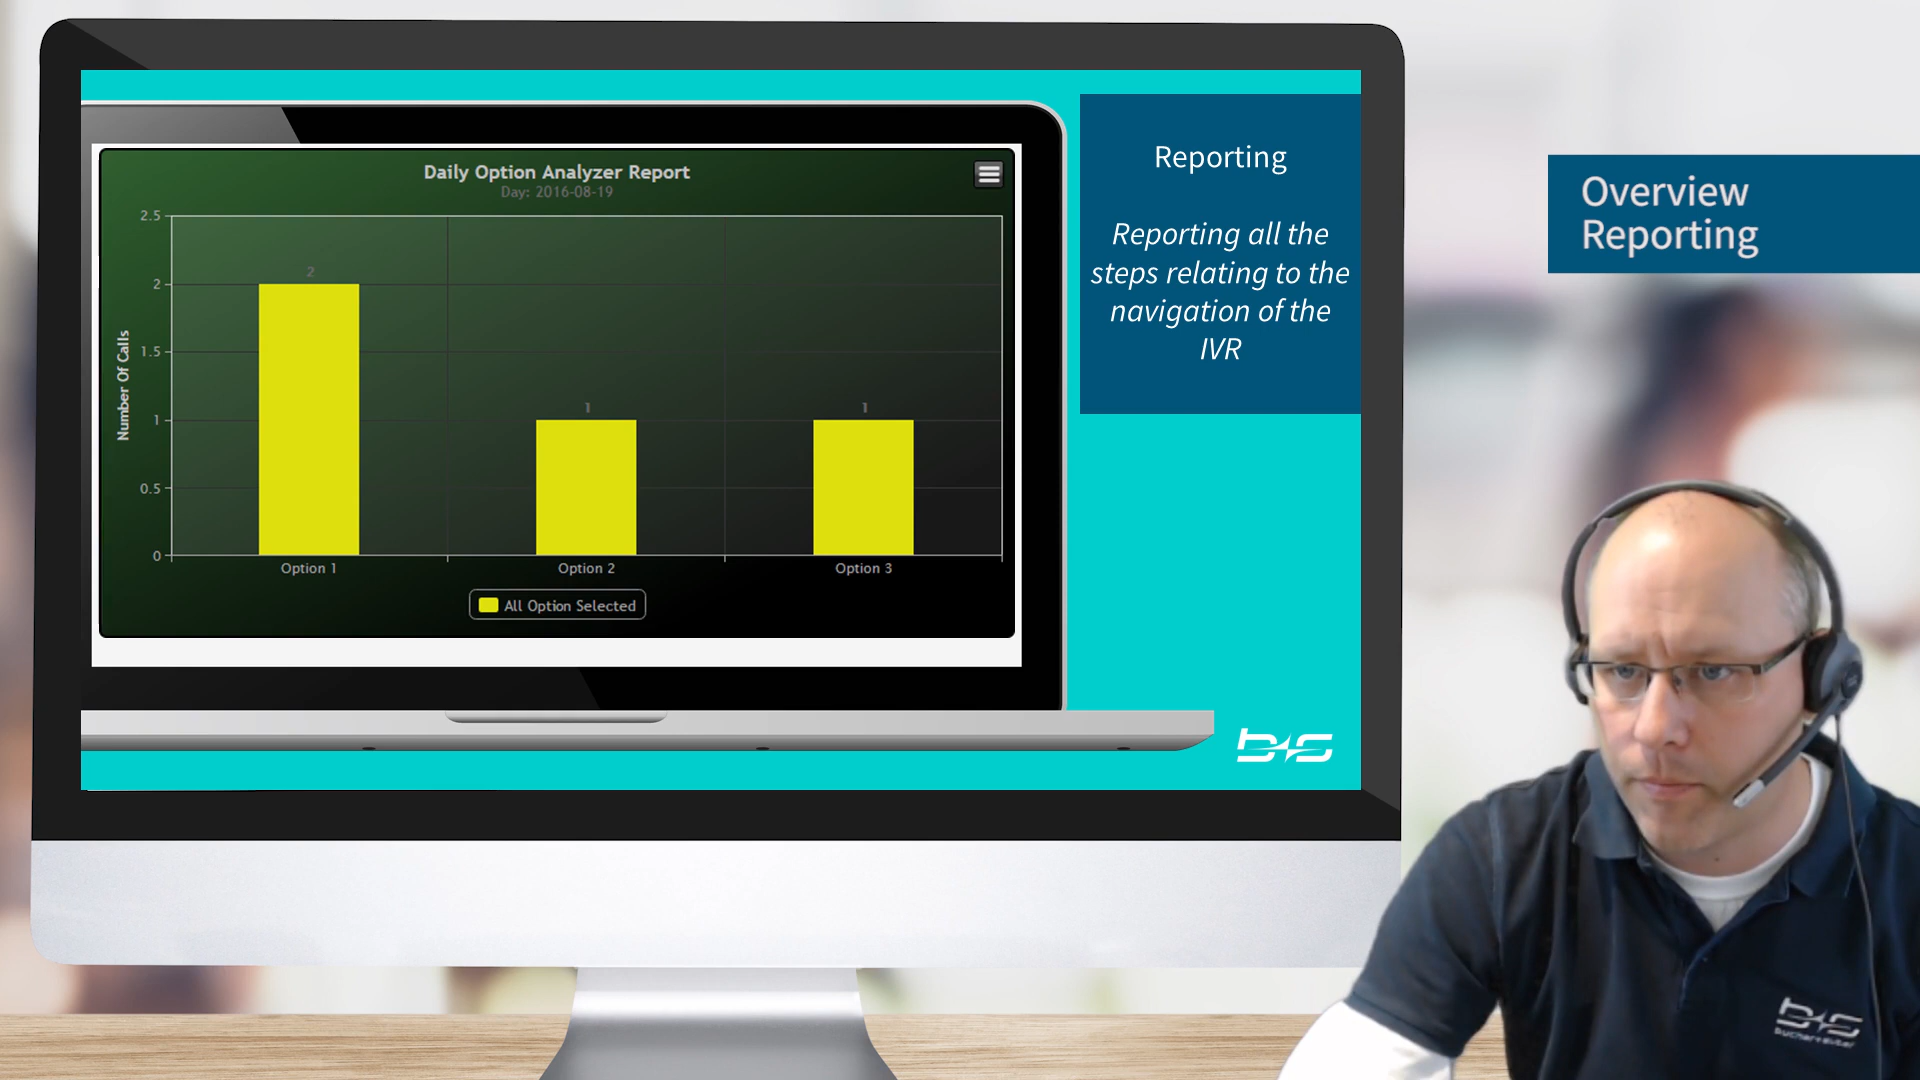 Daily Option Analyzer Report
Day: 2016-08-19
2.5
2
1.5
1
0.5
0
Number Of Calls
2
1
1
Option 1
Option 2
Option 3
All Option Selected
Reporting
Reporting all the
steps relating to the
navigation of the
IVR
b+s
Overview
Reporting
b+s